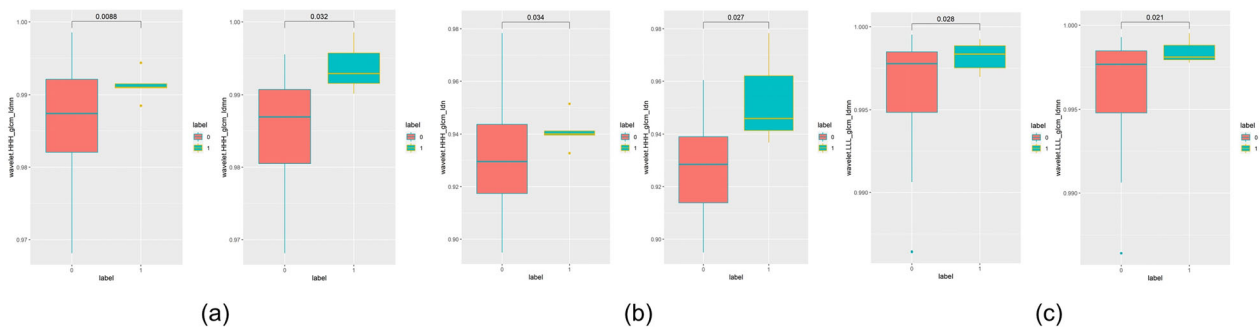 0.0088
wavelet.HHH_glcm_Idmn
1.00
0.99
0.98
0.97
0
1
label
label
0
1
0.032
wavelet.HHH_glcm_Idmn
1.00
0.99
0.98
0.97
0
1
label
label
0
1
(a)
0.034
wavelet.HHH_glcm_Idn
0.98
0.96
0.94
0.92
0.90
0
1
label
label
0
1
0.027
wavelet.HHH_glcm_Idn
0.98
0.96
0.94
0.92
0.90
0
1
label
label
0
1
(b)
0.028
wavelet.LLL_glcm_Idmn
1.000
0.995
0.990
0
1
label
label
0
1
0.021
wavelet.LLL_glcm_Idmn
1.000
0.995
0.990
0
1
label
label
0
1
(c)